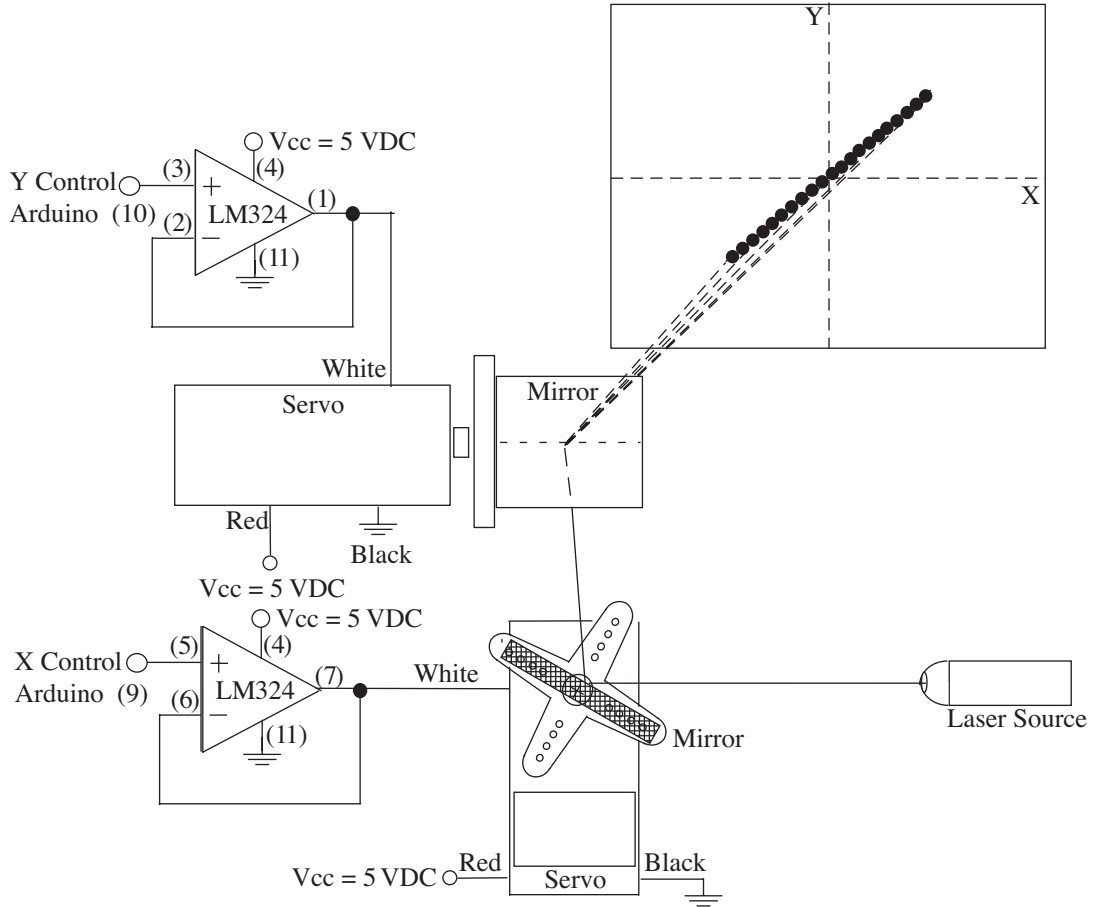 Y
X
Vcc = 5 VDC
(3)
(4)
Y Control
+
(1)
Arduino (10)
(2)
LM324
−
(11)
White
Servo
Mirror
Red
Black
Vcc = 5 VDC
Vcc = 5 VDC
(5)
(4)
X Control
+
(7)
White
Arduino (9)
(6)
LM324
−
(11)
Laser Source
Mirror
Vcc = 5 VDC
Red
Servo
Black